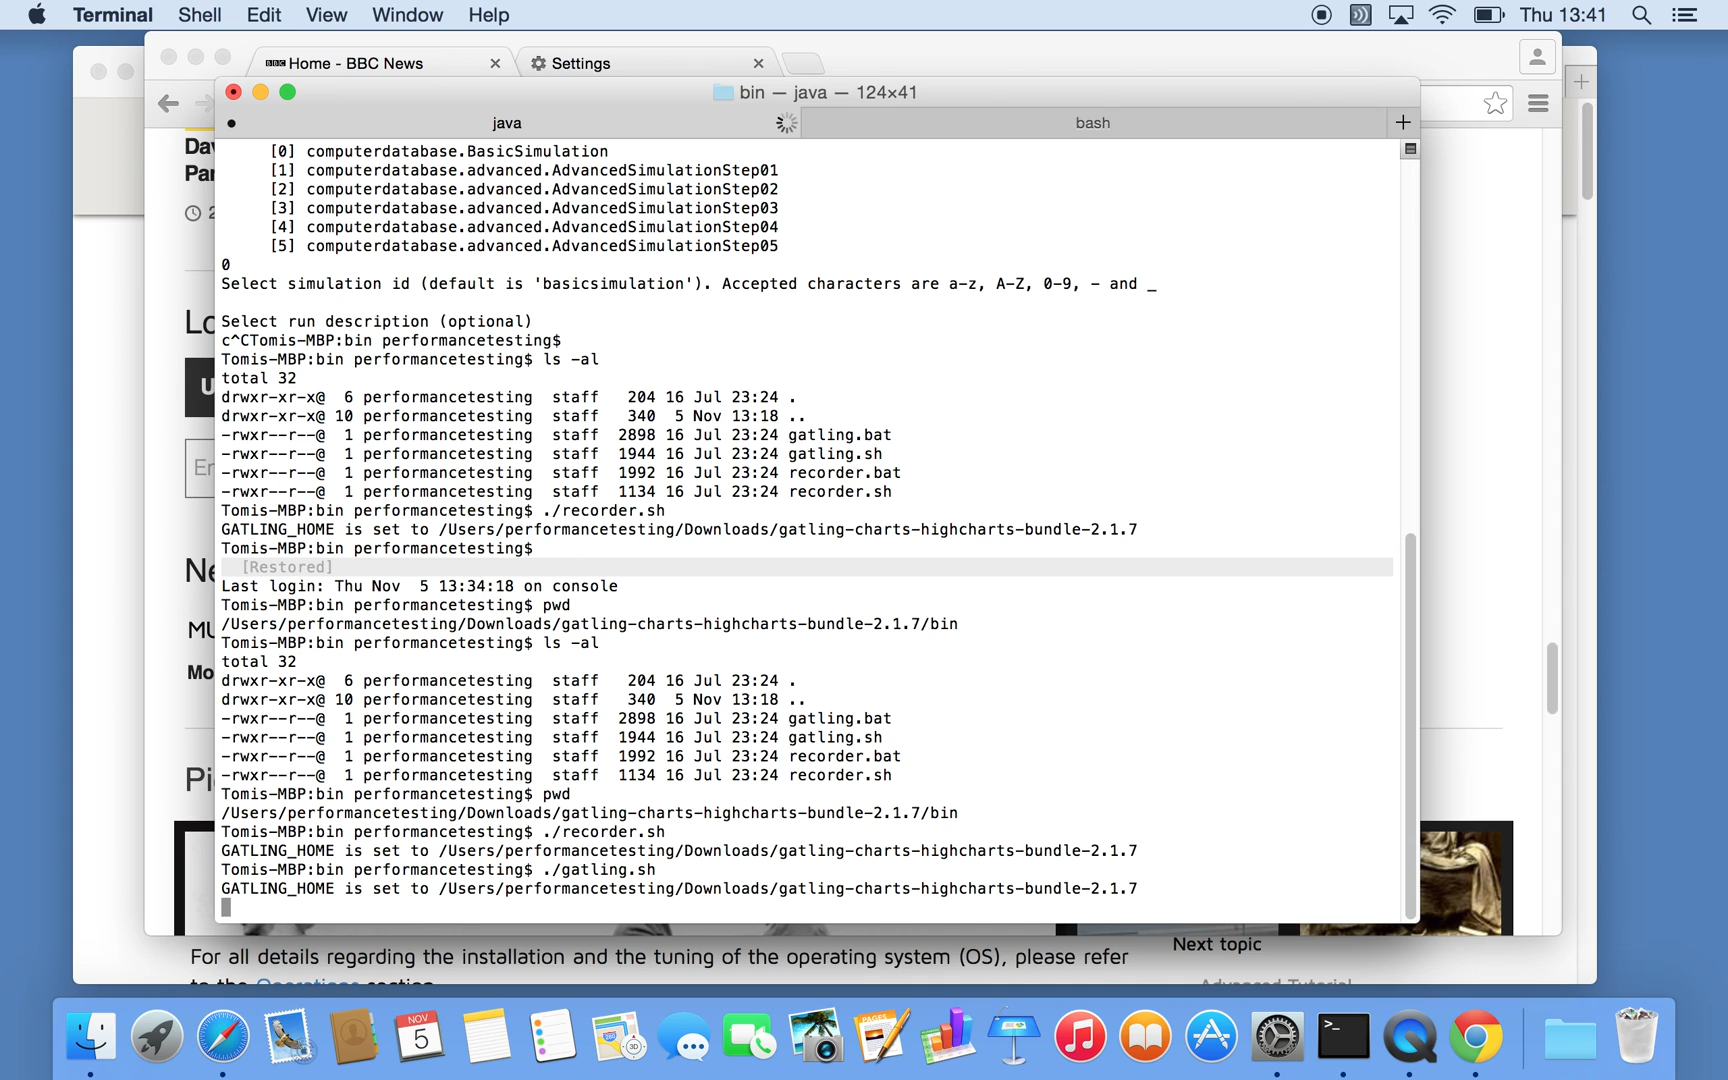 Terminal Shell Edit View Window Help Thu 13:41
BBC Home - BBC News × Settings ×
bin — java — 124×41
java bash +
[0] computerdatabase.BasicSimulation
[1] computerdatabase.advanced.AdvancedSimulationStep01
[2] computerdatabase.advanced.AdvancedSimulationStep02
[3] computerdatabase.advanced.AdvancedSimulationStep03
[4] computerdatabase.advanced.AdvancedSimulationStep04
[5] computerdatabase.advanced.AdvancedSimulationStep05
0
Select simulation id (default is 'basicsimulation'). Accepted characters are a-z, A-Z, 0-9, - and _
Select run description (optional)
c^CTomis-MBP:bin performancetesting$
Tomis-MBP:bin performancetesting$ ls -al
total 32
drwxr-xr-x@ 6 performancetesting staff 204 16 Jul 23:24 .
drwxr-xr-x@ 10 performancetesting staff 340 5 Nov 13:18 ..
-rwxr--r--@ 1 performancetesting staff 2898 16 Jul 23:24 gatling.bat
-rwxr--r--@ 1 performancetesting staff 1944 16 Jul 23:24 gatling.sh
-rwxr--r--@ 1 performancetesting staff 1992 16 Jul 23:24 recorder.bat
-rwxr--r--@ 1 performancetesting staff 1134 16 Jul 23:24 recorder.sh
Tomis-MBP:bin performancetesting$ ./recorder.sh
GATLING_HOME is set to /Users/performancetesting/Downloads/gatling-charts-highcharts-bundle-2.1.7
Tomis-MBP:bin performancetesting$
[Restored]
Last login: Thu Nov 5 13:34:18 on console
Tomis-MBP:bin performancetesting$ pwd
/Users/performancetesting/Downloads/gatling-charts-highcharts-bundle-2.1.7/bin
Tomis-MBP:bin performancetesting$ ls -al
total 32
drwxr-xr-x@ 6 performancetesting staff 204 16 Jul 23:24 .
drwxr-xr-x@ 10 performancetesting staff 340 5 Nov 13:18 ..
-rwxr--r--@ 1 performancetesting staff 2898 16 Jul 23:24 gatling.bat
-rwxr--r--@ 1 performancetesting staff 1944 16 Jul 23:24 gatling.sh
-rwxr--r--@ 1 performancetesting staff 1992 16 Jul 23:24 recorder.bat
-rwxr--r--@ 1 performancetesting staff 1134 16 Jul 23:24 recorder.sh
Tomis-MBP:bin performancetesting$ pwd
/Users/performancetesting/Downloads/gatling-charts-highcharts-bundle-2.1.7/bin
Tomis-MBP:bin performancetesting$ ./recorder.sh
GATLING_HOME is set to /Users/performancetesting/Downloads/gatling-charts-highcharts-bundle-2.1.7
Tomis-MBP:bin performancetesting$ ./gatling.sh
GATLING_HOME is set to /Users/performancetesting/Downloads/gatling-charts-highcharts-bundle-2.1.7
Da
Par
2
Lo
U
Er
Ne
MU
Mo
Pi
For all details regarding the installation and the tuning of the operating system (OS), please refer
Next topic
NOV
5
PAGES
3D
>_